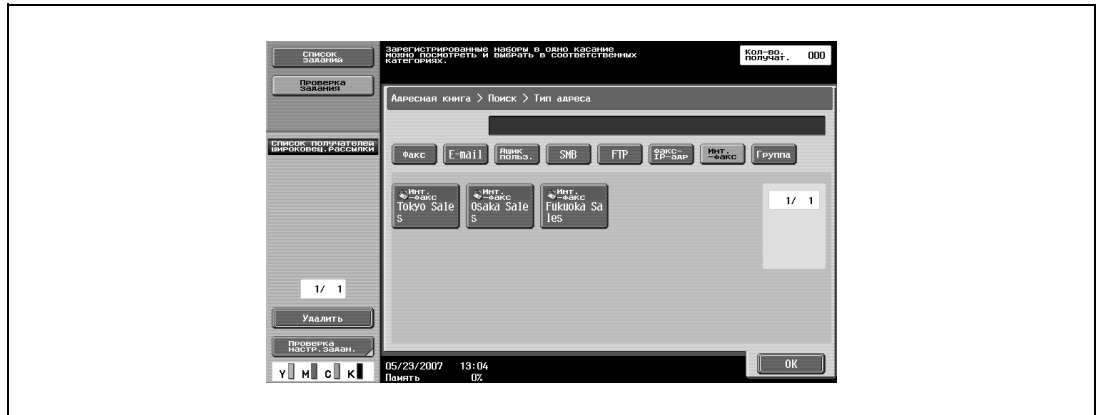 Список
заданий
Проверка
задания
Список получателей
широковещ.рассылки
1/ 1
Удалить
Проверка
настр.задан.
Y M C K
Зарегистрированные наборы в одно касание
можно посмотреть и выбрать в соответственных
категориях.
Кол-во.
получат. 000
Адресная книга > Поиск > Тип адреса
Факс E-mail Ящик польз. SMB FTP Факс-IP-адр Инт.-факс Группа
Инт.
-факс
Tokyo Sale
s
Инт.
-факс
Osaka Sale
s
Инт.
-факс
Fukuoka Sa
les
1/ 1
05/23/2007 13:04
Память 0%
OK